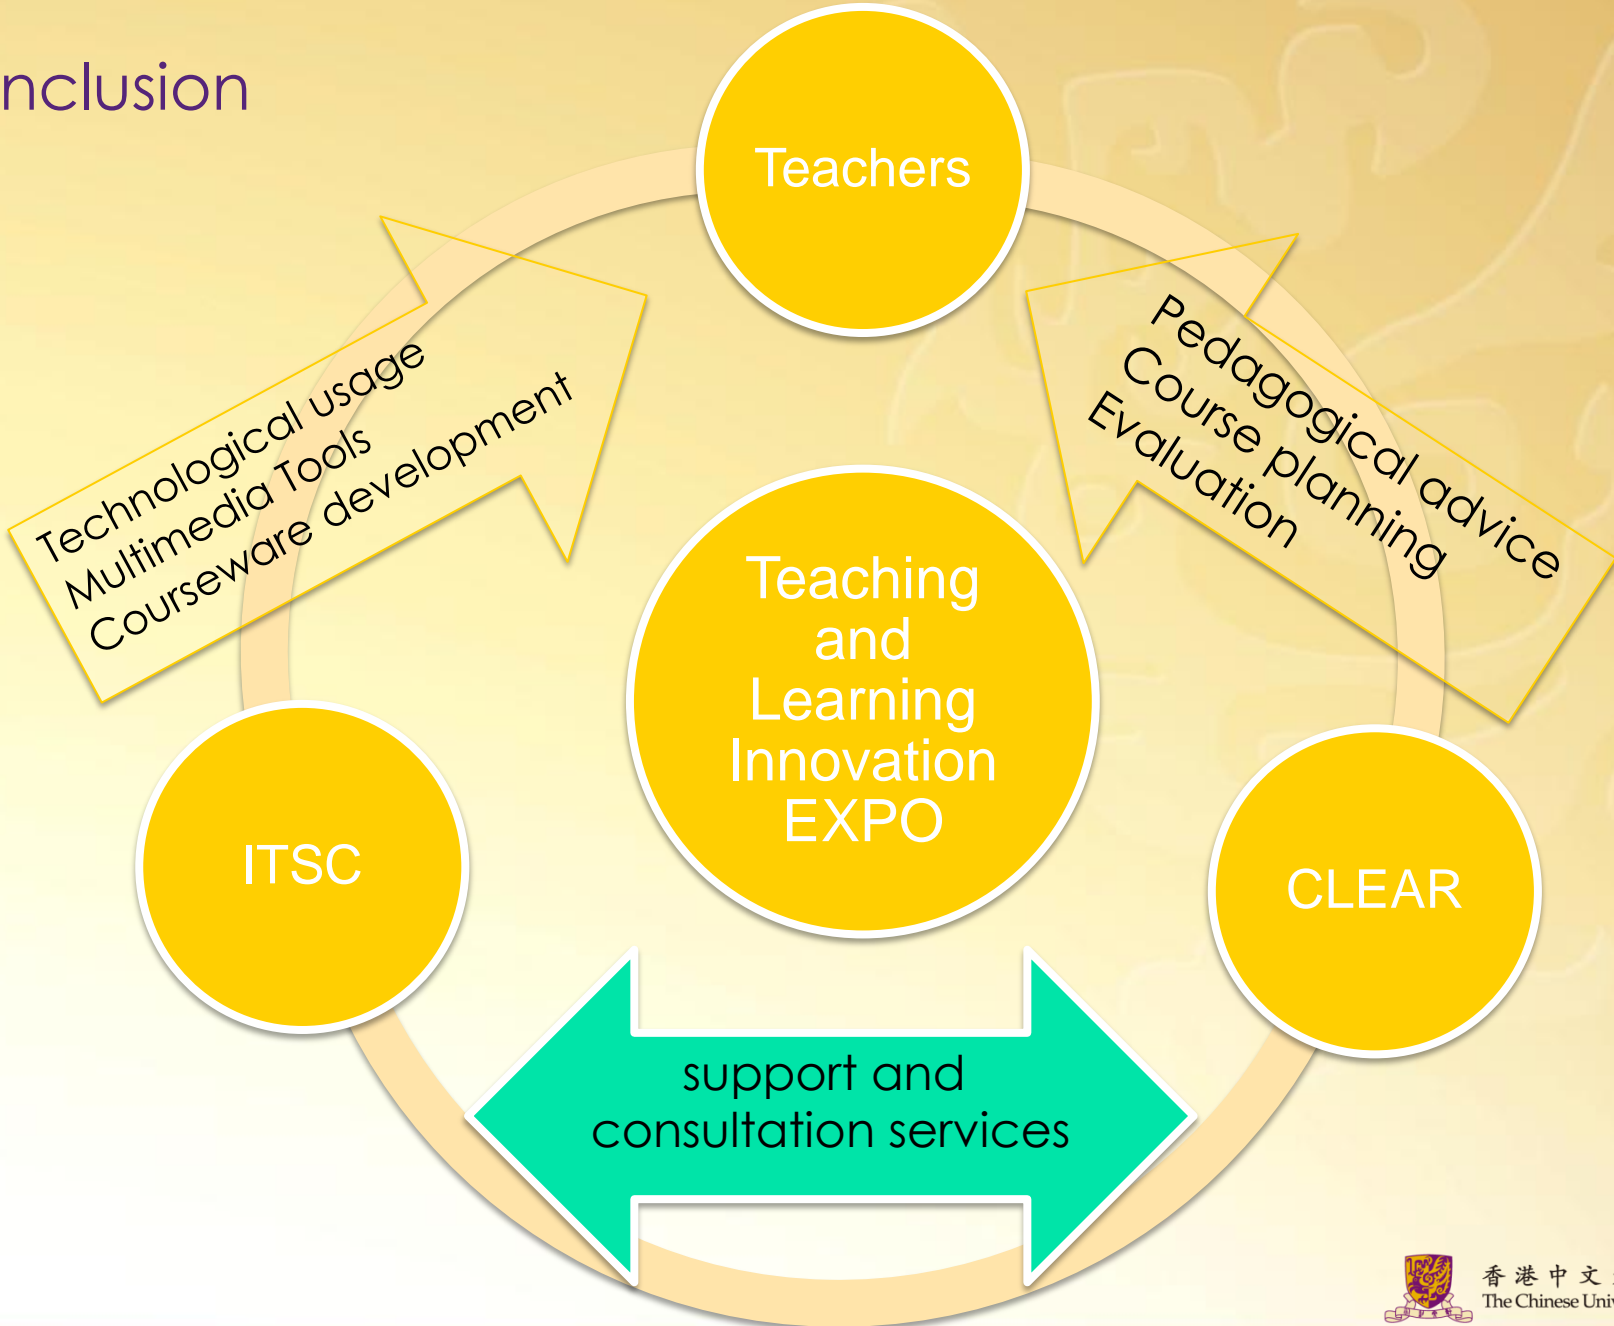 nclusion
Teachers
Technological usage
Multimedia Tools
Courseware development
Pedagogical advice
Course planning
Evaluation
Teaching
and
Learning
Innovation
EXPO
ITSC
CLEAR
support and
consultation services
香港中文
The Chinese Univ